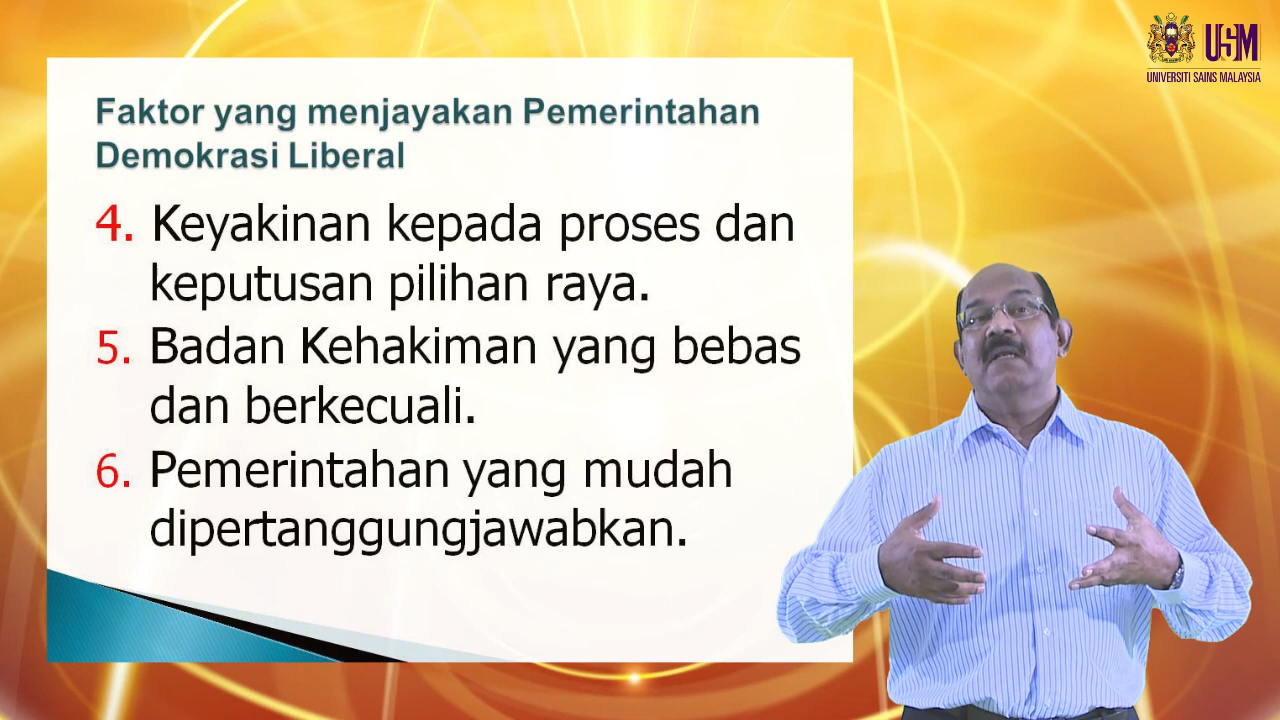 USM
UNIVERSITI SAINS MALAYSIA
Faktor yang menjayakan Pemerintahan
Demokrasi Liberal
4. Keyakinan kepada proses dan
keputusan pilihan raya.
5. Badan Kehakiman yang bebas
dan berkecuali.
6. Pemerintahan yang mudah
dipertanggungjawabkan.